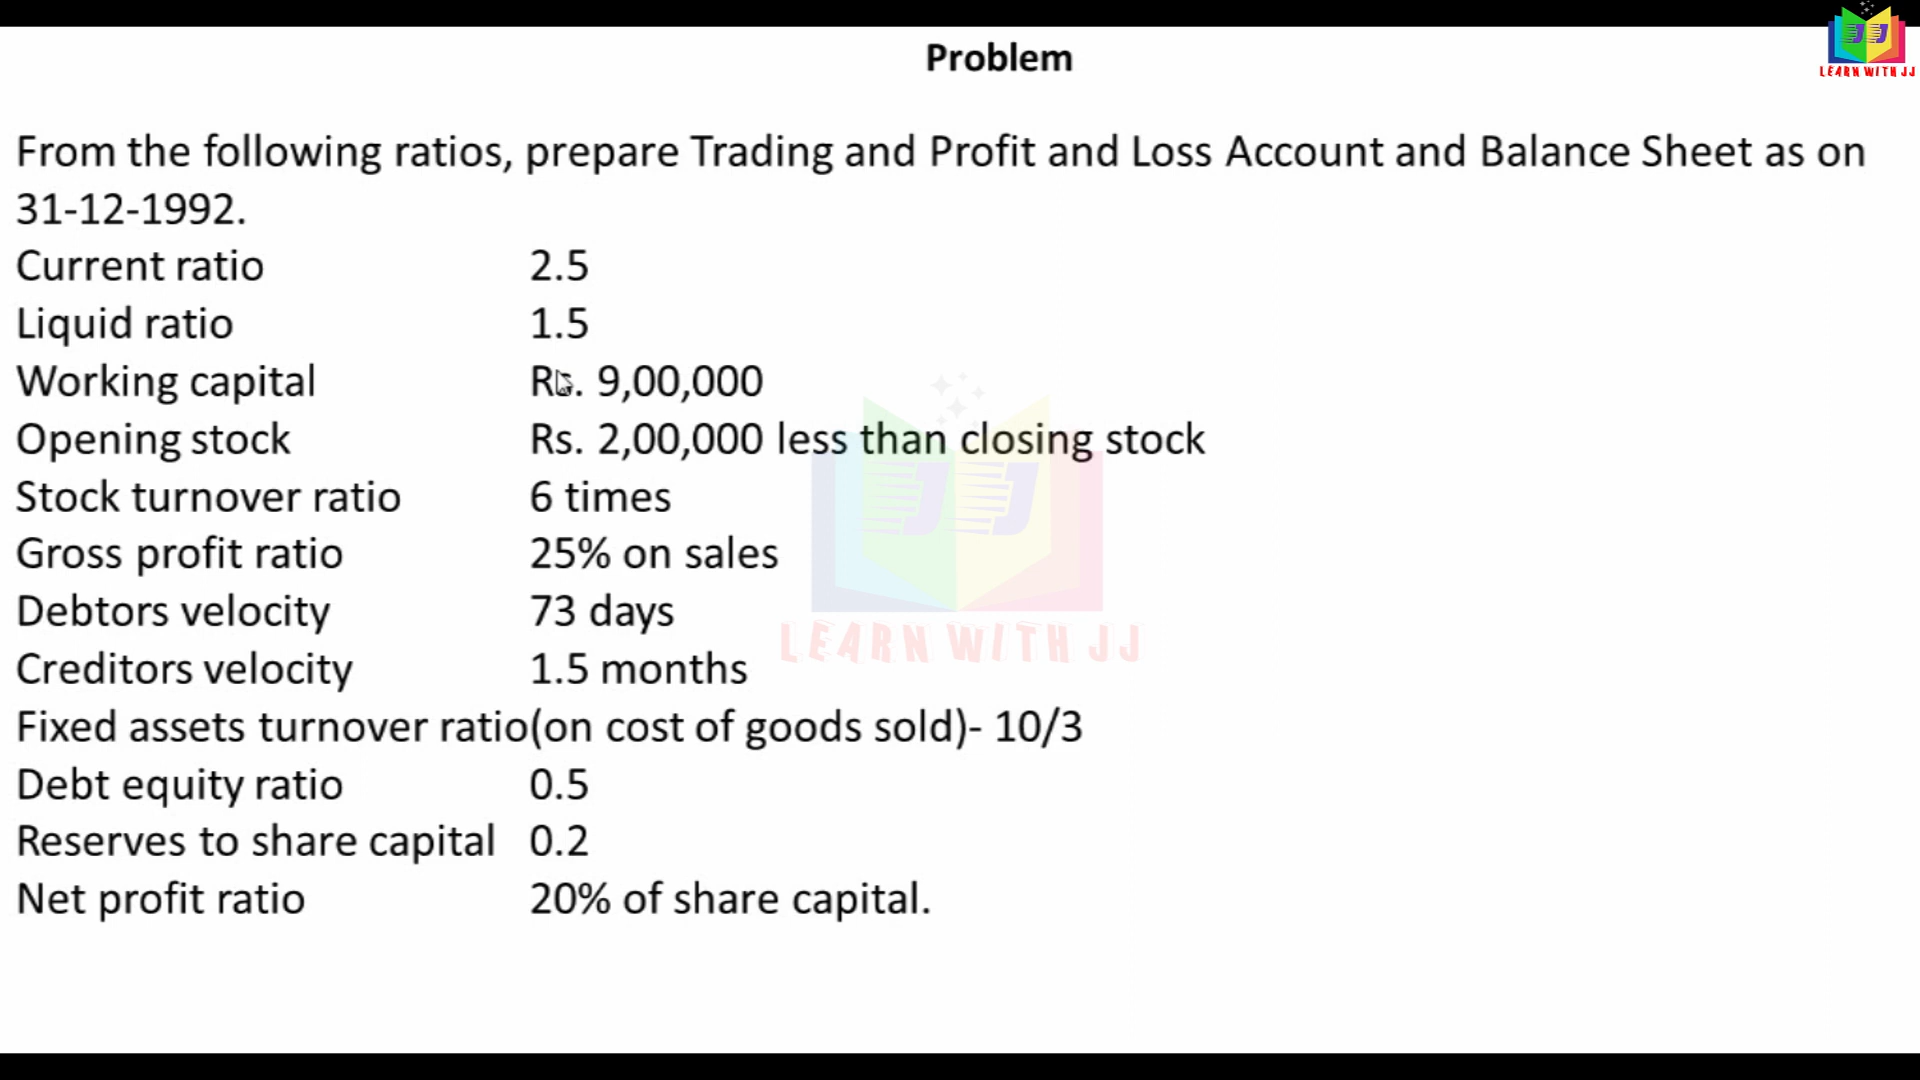 Problem
JJ
LEARN WITH JJ
From the following ratios, prepare Trading and Profit and Loss Account and Balance Sheet as on
31-12-1992.
Current ratio 2.5
Liquid ratio 1.5
Working capital Rs. 9,00,000
Opening stock Rs. 2,00,000 less than closing stock
Stock turnover ratio 6 times
Gross profit ratio 25% on sales
Debtors velocity 73 days
JJ
LEARN WITH JJ
Creditors velocity 1.5 months
Fixed assets turnover ratio(on cost of goods sold)- 10/3
Debt equity ratio 0.5
Reserves to share capital 0.2
Net profit ratio 20% of share capital.